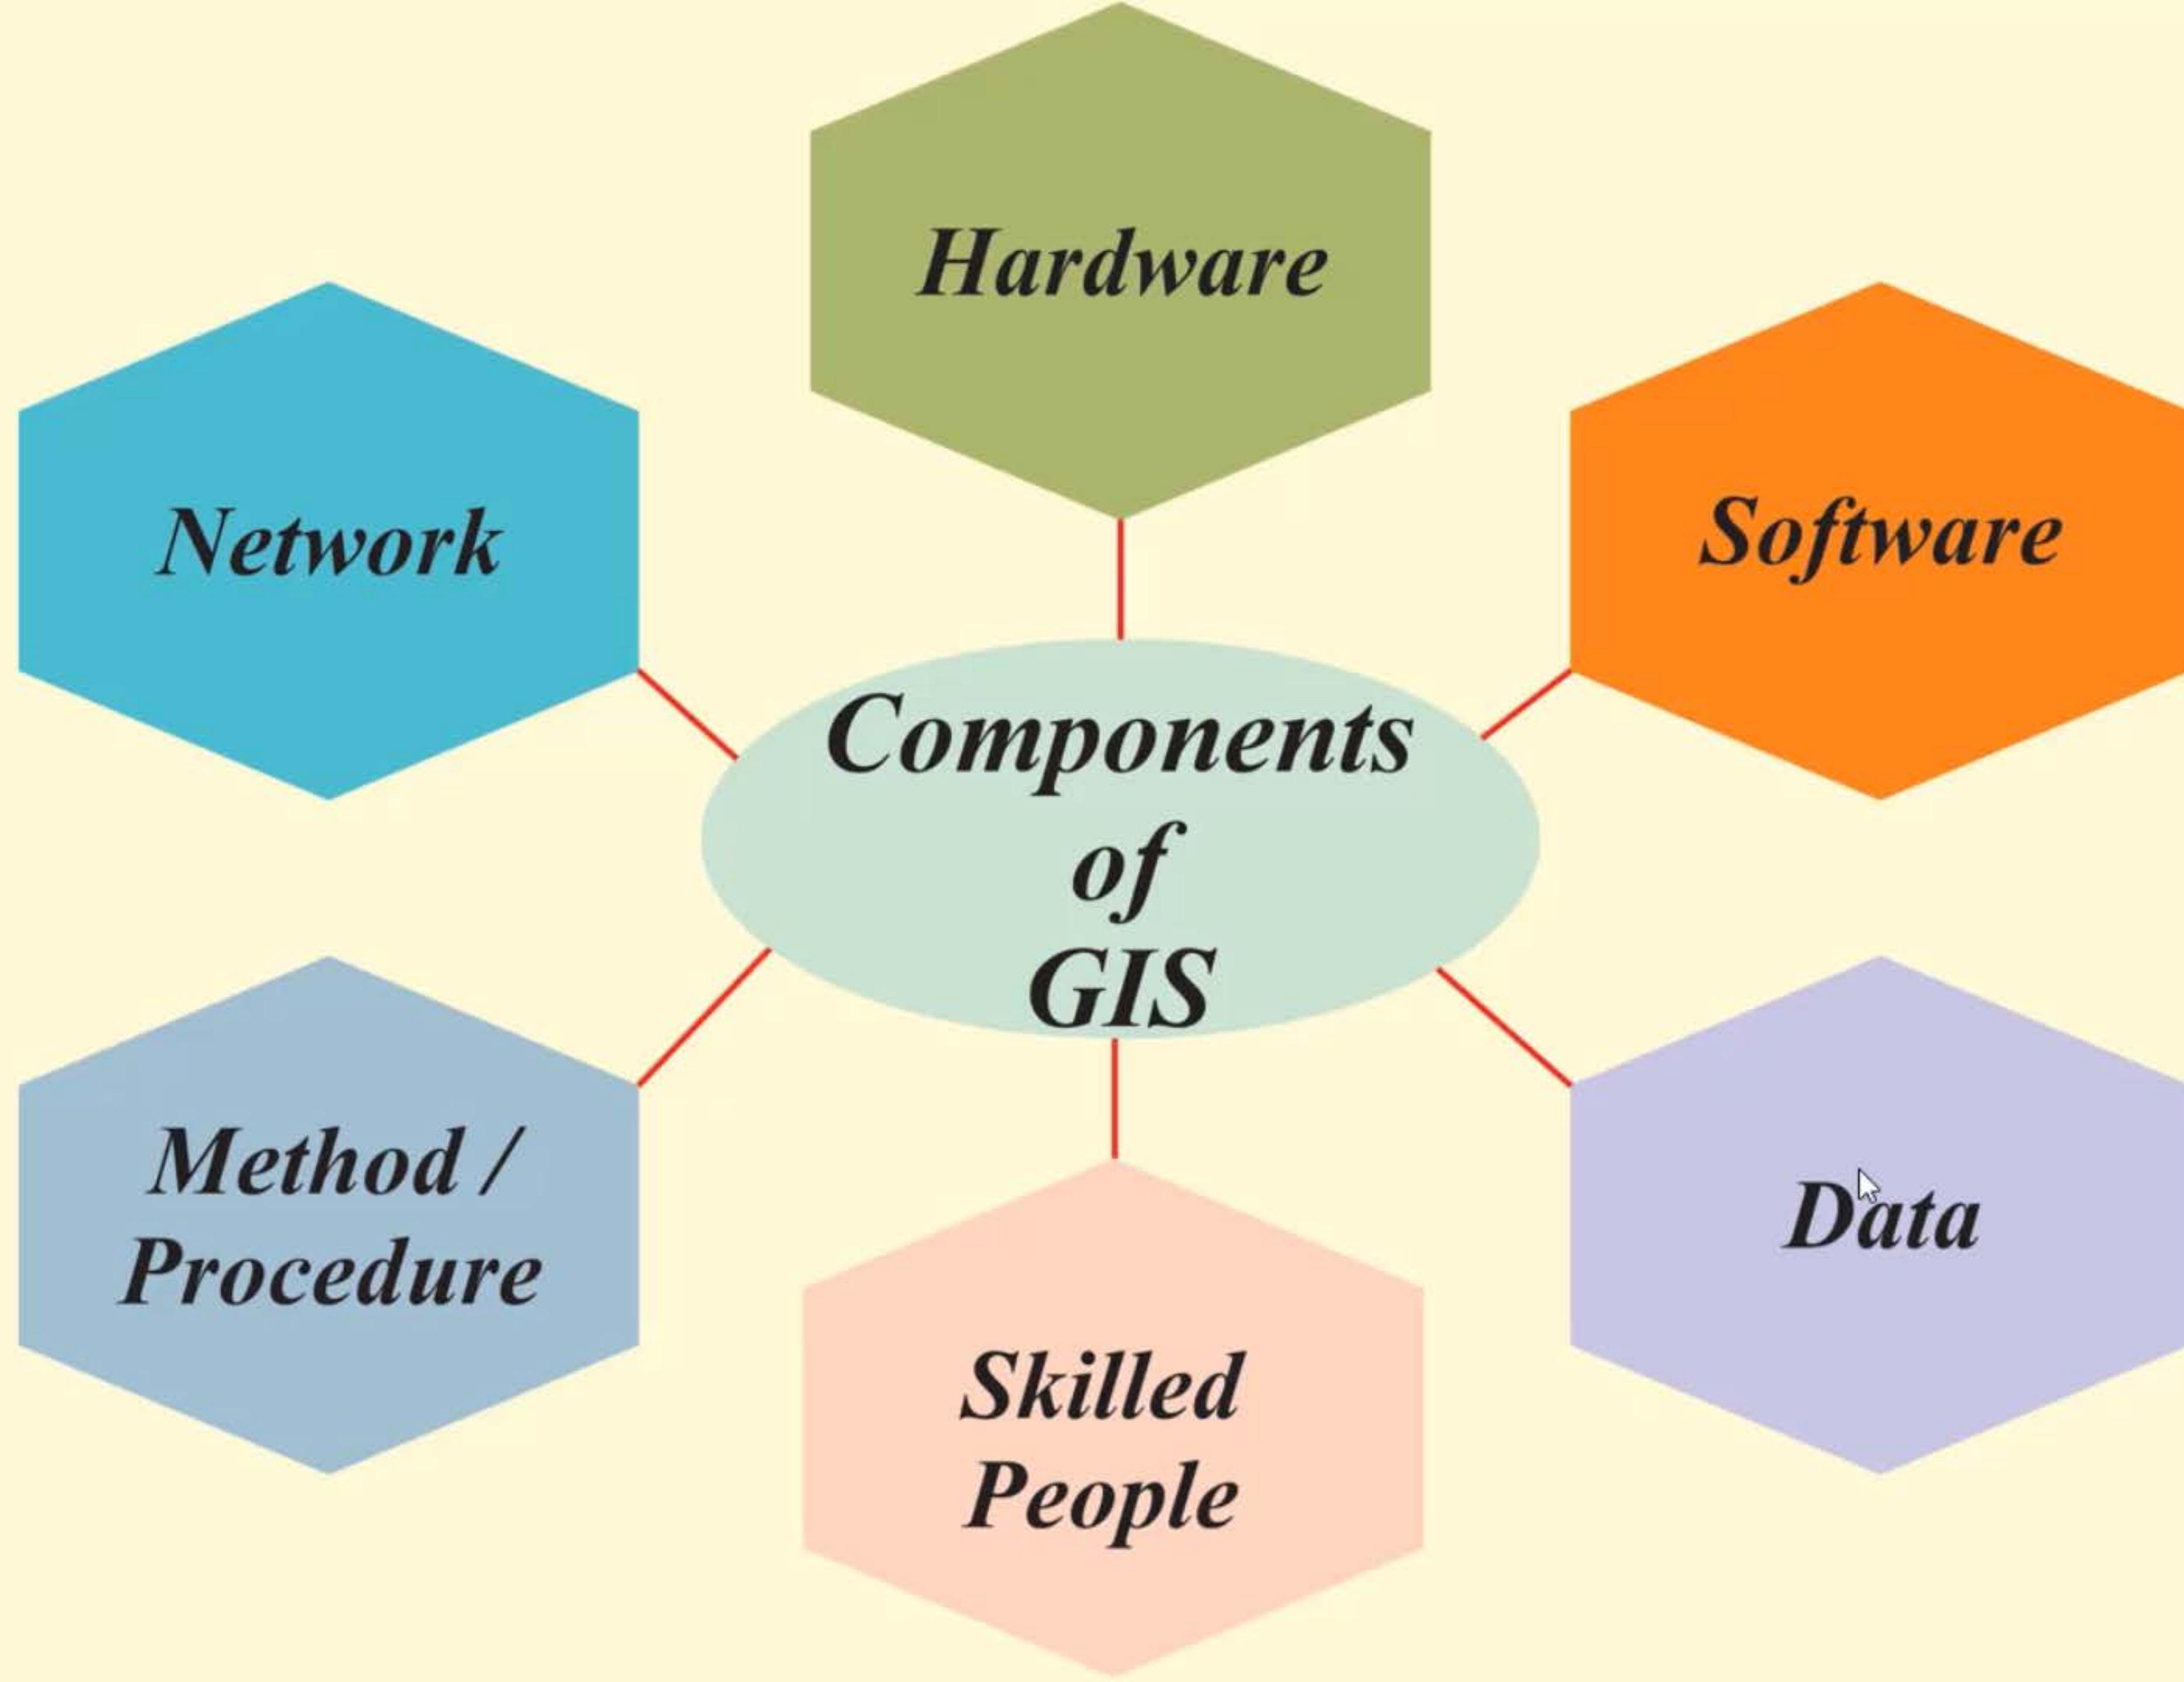 Hardware
Network
Software
Components
of
GIS
Method /
Procedure
Data
Skilled
People